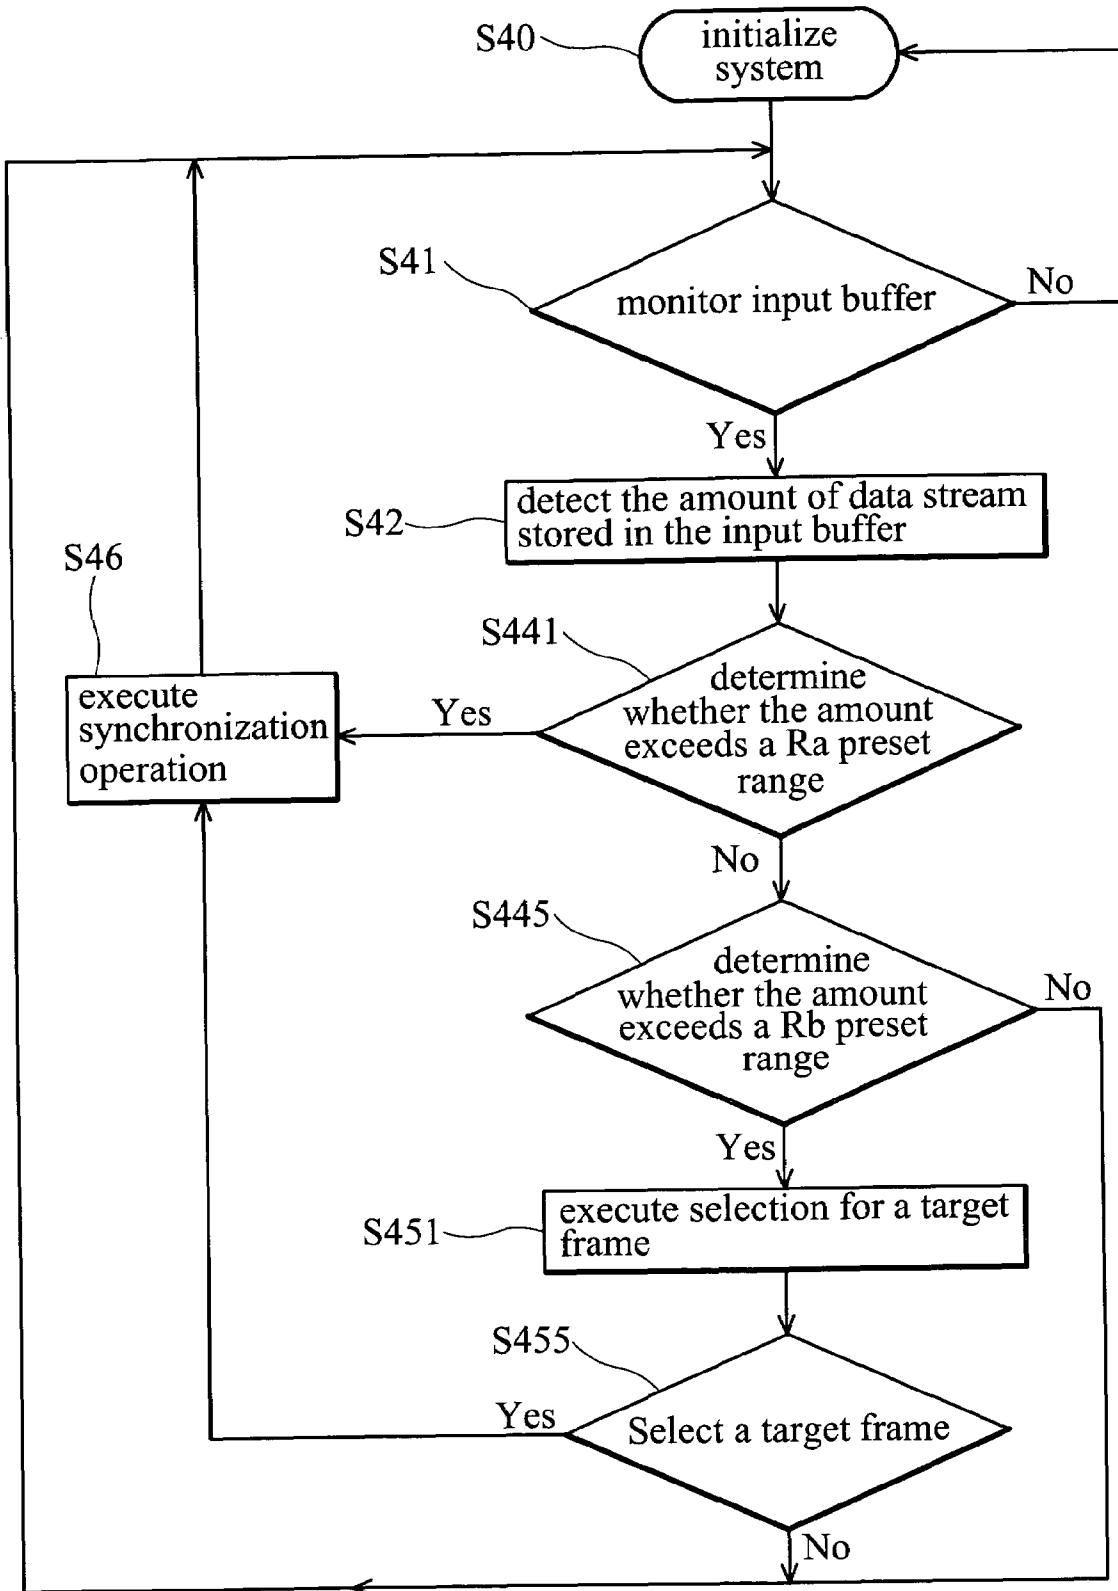 S40
initialize
system
S41
monitor input buffer
No
Yes
S42
detect the amount of data stream
stored in the input buffer
S46
execute
synchronization
operation
S441
Yes
determine
whether the amount
exceeds a Ra preset
range
No
S445
determine
whether the amount
exceeds a Rb preset
range
No
Yes
S451
execute selection for a target
frame
S455
Yes
Select a target frame
No